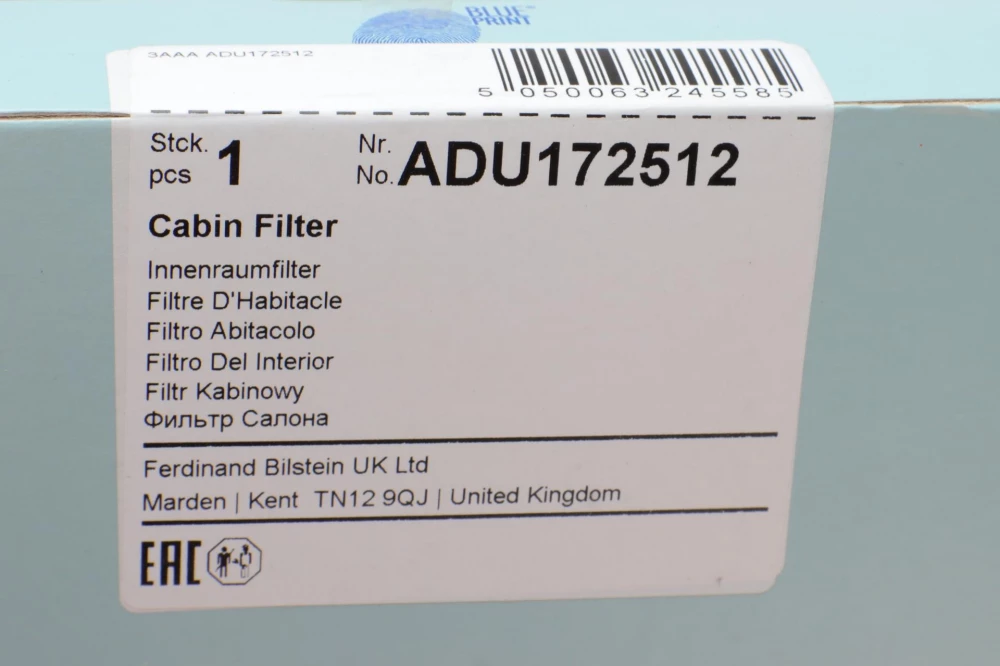 BLUE
PRINT
3AAA ADU172512
5 050063 245585
Stck.
pcs
1
Nr.
No.
ADU172512
Cabin Filter
Innenraumfilter
Filtre D'Habitacle
Filtro Abitacolo
Filtro Del Interior
Filtr Kabinowy
Фильтр Салона
Ferdinand Bilstein UK Ltd
Marden | Kent TN12 9QJ | United Kingdom
EAC